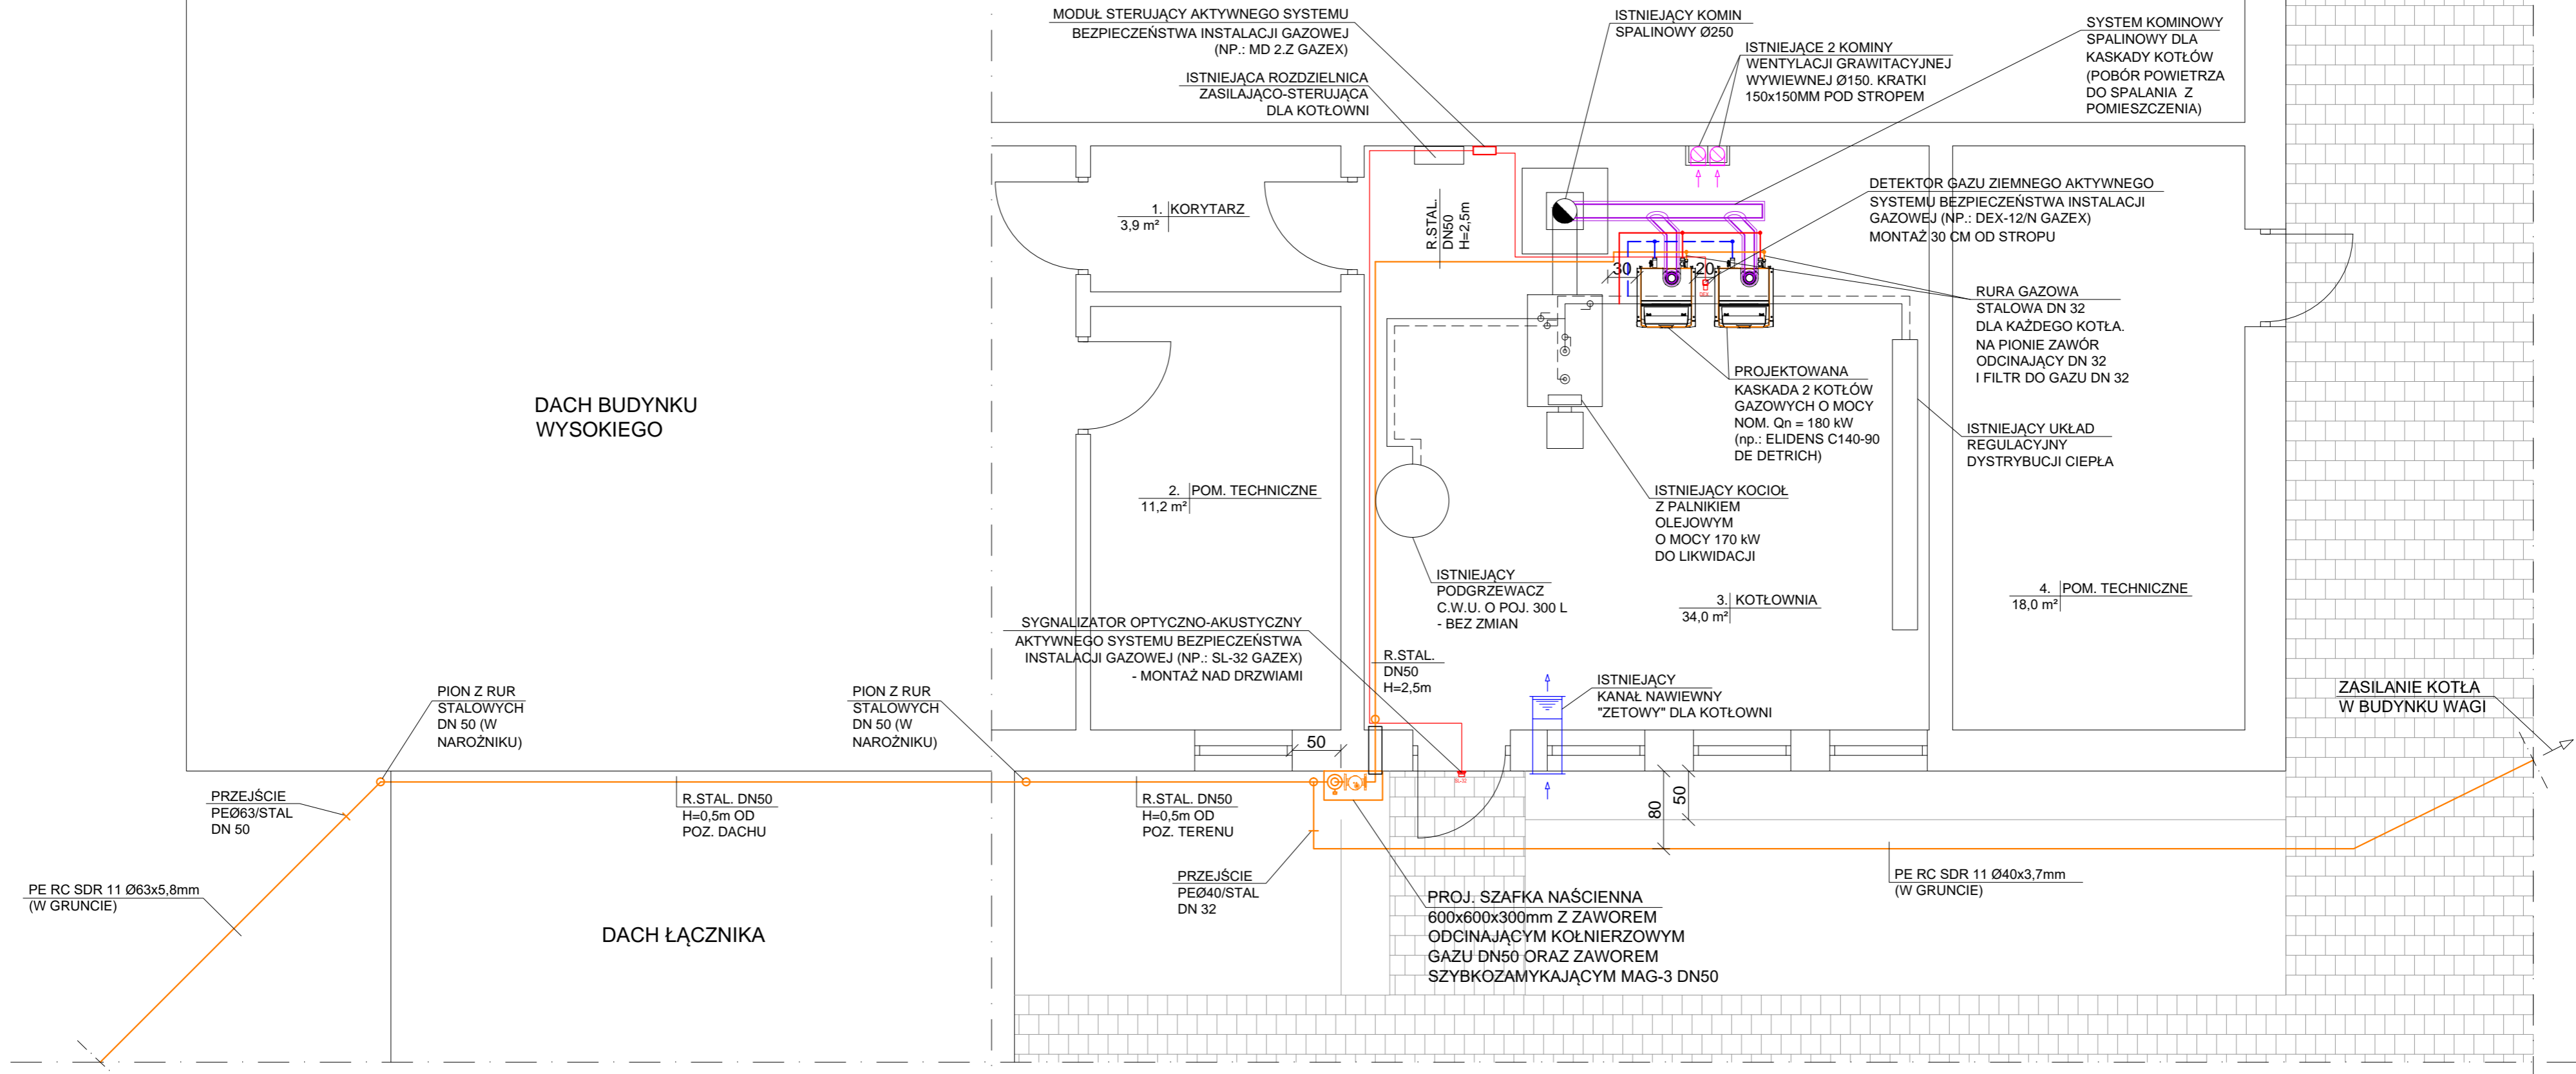 MODUŁ STERUJĄCY AKTYWNEGO SYSTEMU
BEZPIECZEŃSTWA INSTALACJI GAZOWEJ
(NP.: MD 2.Z GAZEX)
ISTNIEJĄCA ROZDZIELNICA
ZASILAJĄCO-STERUJĄCA
DLA KOTŁOWNI
ISTNIEJĄCY KOMIN
SPALINOWY Ø250
ISTNIEJĄCE 2 KOMINY
WENTYLACJI GRAWITACYJNEJ
WYWIEWNEJ Ø150. KRATKI
150x150MM POD STROPEM
SYSTEM KOMINOWY
SPALINOWY DLA
KASKADY KOTŁÓW
(POBÓR POWIETRZA
DO SPALANIA Z
POMIESZCZENIA)
DETEKTOR GAZU ZIEMNEGO AKTYWNEGO
SYSTEMU BEZPIECZEŃSTWA INSTALACJI
GAZOWEJ (NP.: DEX-12/N GAZEX)
MONTAŻ 30 CM OD STROPU
1. KORYTARZ
3,9 m²
R.STAL.
DN50
H=2,5m
30
20
RURA GAZOWA
STALOWA DN 32
DLA KAŻDEGO KOTŁA.
NA PIONIE ZAWÓR
ODCINAJĄCY DN 32
I FILTR DO GAZU DN 32
PROJEKTOWANA
KASKADA 2 KOTŁÓW
GAZOWYCH O MOCY
NOM. Qn = 180 kW
(np.: ELIDENS C140-90
DE DETRICH)
DACH BUDYNKU
WYSOKIEGO
ISTNIEJĄCY UKŁAD
REGULACYJNY
DYSTRYBUCJI CIEPŁA
2. POM. TECHNICZNE
11,2 m²
ISTNIEJĄCY KOCIOŁ
Z PALNIKIEM
OLEJOWYM
O MOCY 170 kW
DO LIKWIDACJI
ISTNIEJĄCY
PODGRZEWACZ
C.W.U. O POJ. 300 L
- BEZ ZMIAN
3. KOTŁOWNIA
34,0 m²
4. POM. TECHNICZNE
18,0 m²
SYGNALIZATOR OPTYCZNO-AKUSTYCZNY
AKTYWNEGO SYSTEMU BEZPIECZEŃSTWA
INSTALACJI GAZOWEJ (NP.: SL-32 GAZEX)
- MONTAŻ NAD DRZWIAMI
R.STAL.
DN50
H=2,5m
ISTNIEJĄCY
KANAŁ NAWIEWNY
"ZETOWY" DLA KOTŁOWNI
ZASILANIE KOTŁA
W BUDYNKU WAGI
PION Z RUR
STALOWYCH
DN 50 (W
NAROŻNIKU)
PION Z RUR
STALOWYCH
DN 50 (W
NAROŻNIKU)
50
PRZEJŚCIE
PEØ63/STAL
DN 50
R.STAL. DN50
H=0,5m OD
POZ. DACHU
R.STAL. DN50
H=0,5m OD
POZ. TERENU
80
50
PE RC SDR 11 Ø63x5,8mm
(W GRUNCIE)
PRZEJŚCIE
PEØ40/STAL
DN 32
PE RC SDR 11 Ø40x3,7mm
(W GRUNCIE)
DACH ŁĄCZNIKA
PROJ. SZAFKA NAŚCIENNA
600x600x300mm Z ZAWOREM
ODCINAJĄCYM KOŁNIERZOWYM
GAZU DN50 ORAZ ZAWOREM
SZYBKOZAMYKAJĄCYM MAG-3 DN50